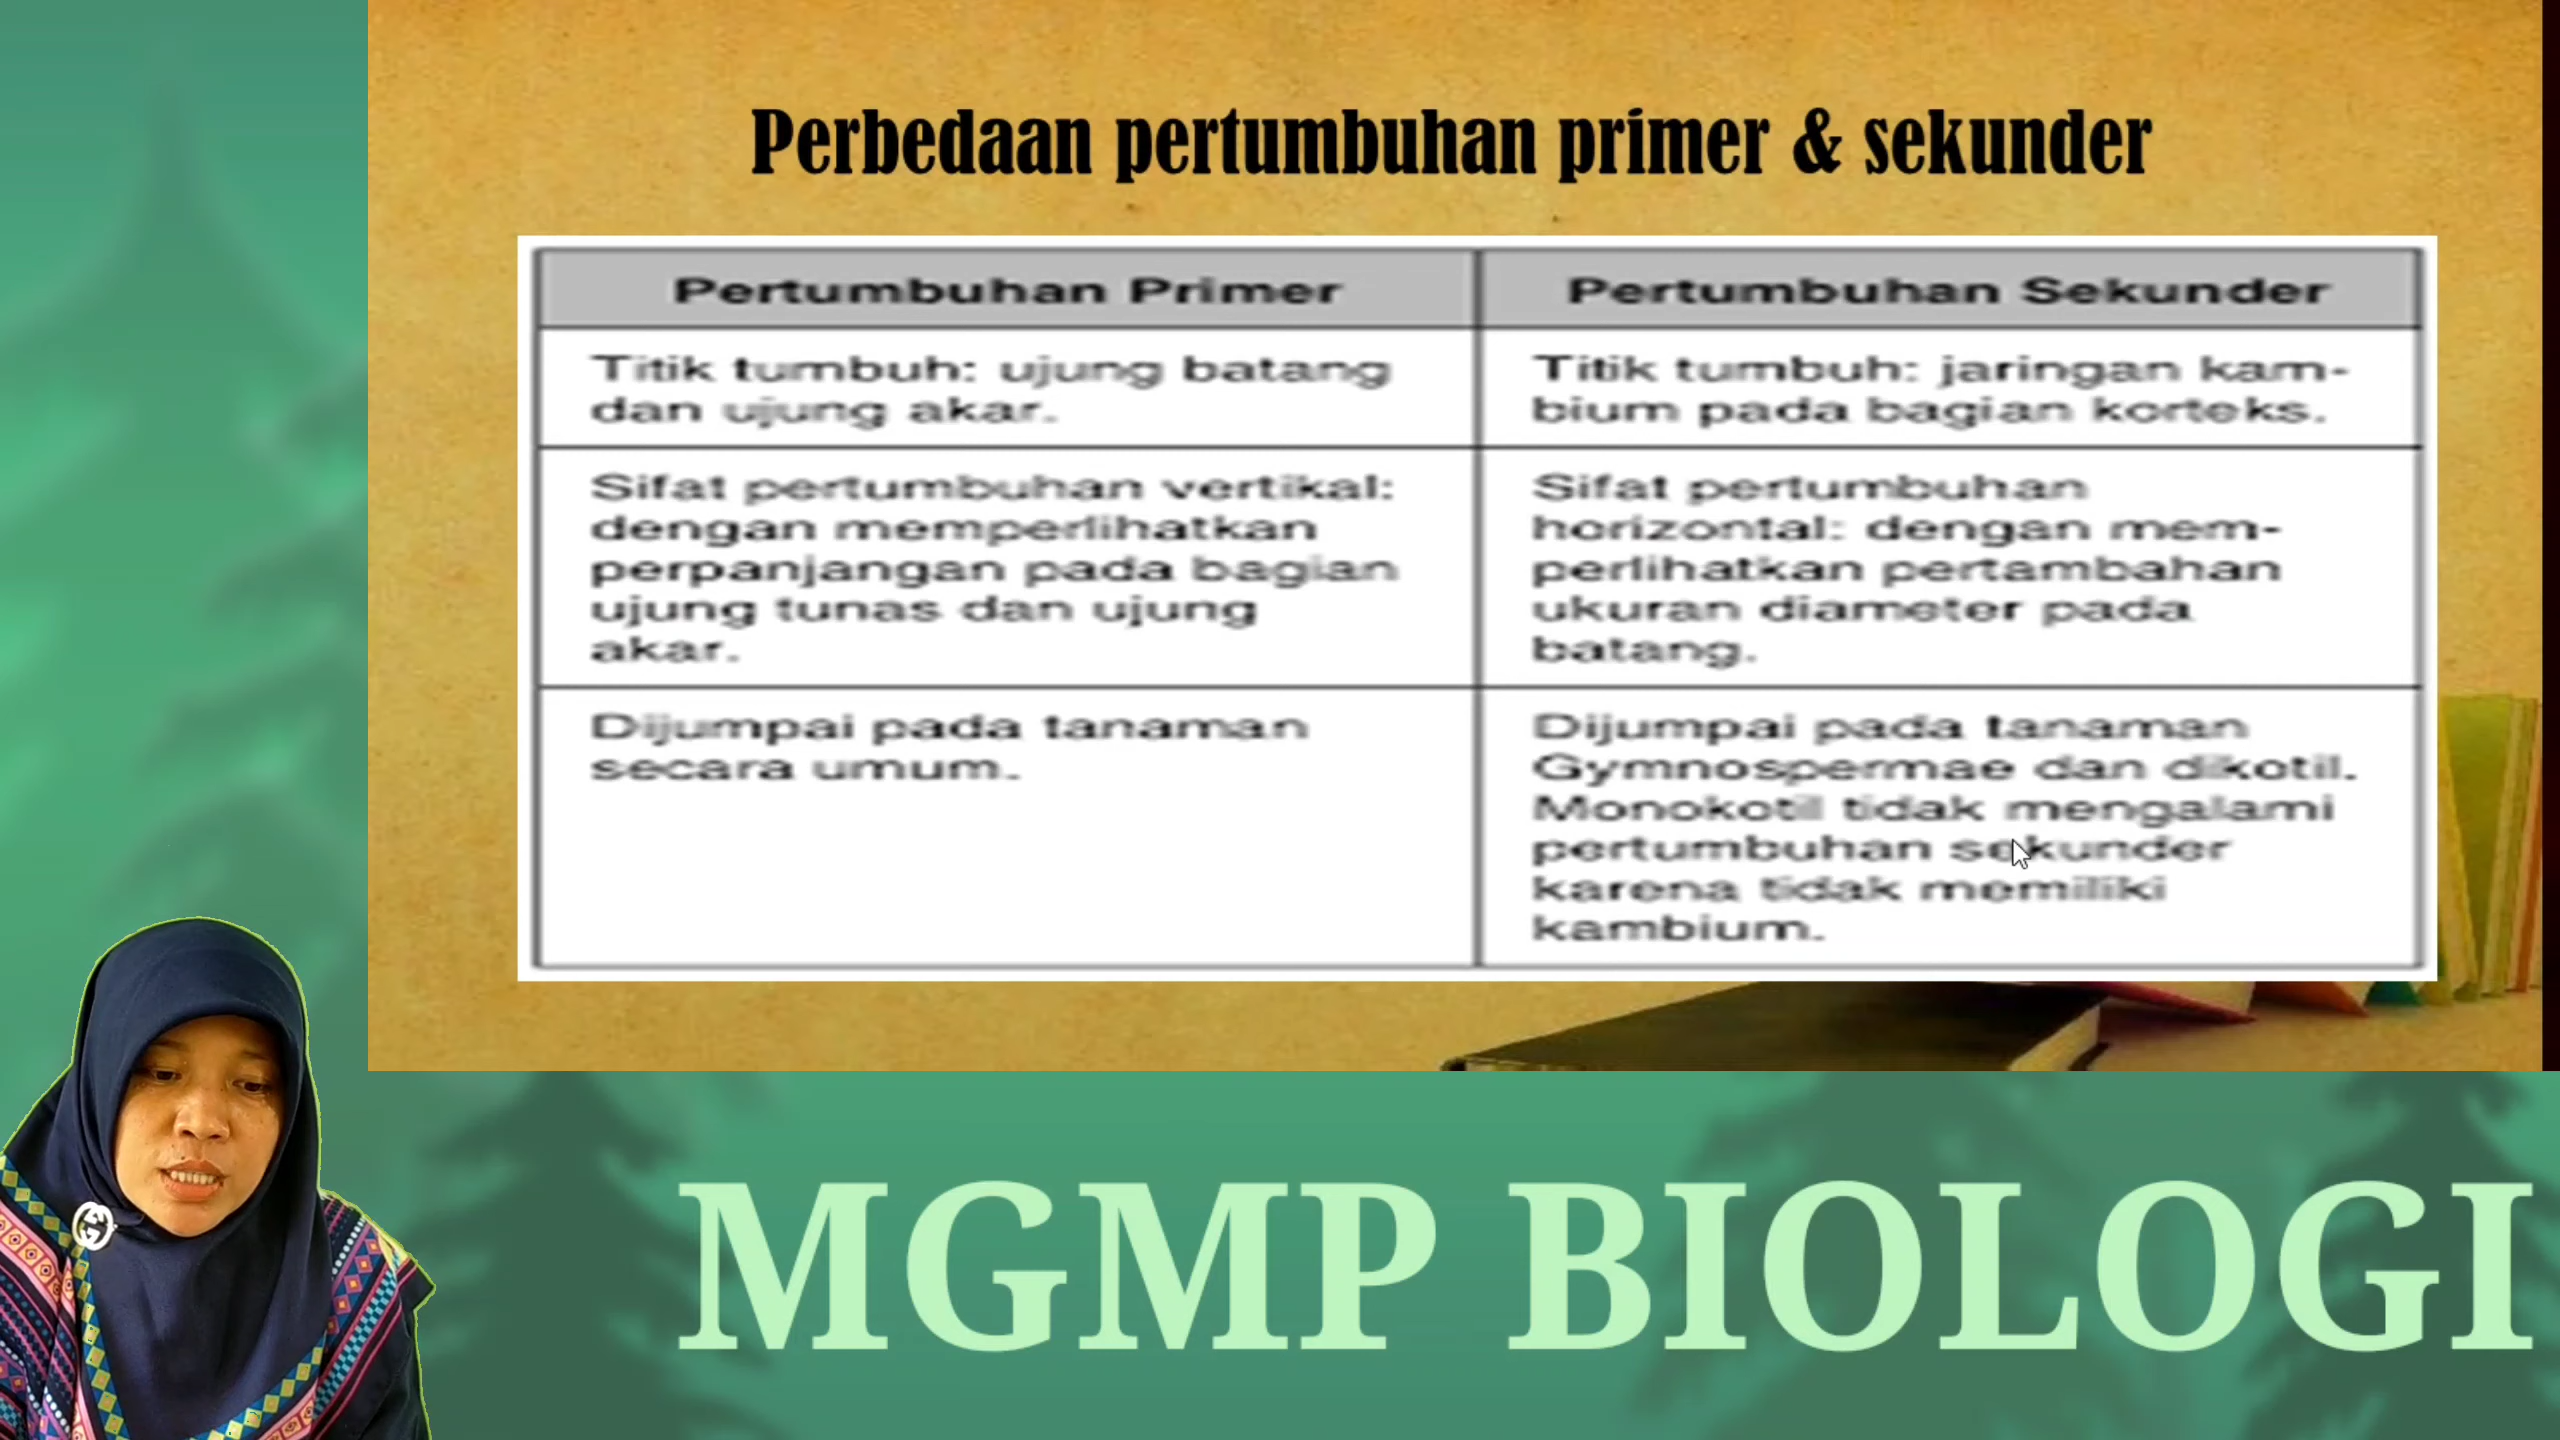 Perbedaan pertumbuhan primer & sekunder
Pertumbuhan Primer
Pertumbuhan Sekunder
Titik tumbuh: ujung batang
dan ujung akar.
Titik tumbuh: jaringan kam-
bium pada bagian korteks.
Sifat pertumbuhan vertikal:
dengan memperlihatkan
perpanjangan pada bagian
ujung tunas dan ujung
akar.
Sifat pertumbuhan
horizontal: dengan mem-
perlihatkan pertambahan
ukuran diameter pada
batang.
Dijumpai pada tanaman
secara umum.
Dijumpai pada tanaman
Gymnospermae dan dikotil.
Monokotil tidak mengalami
pertumbuhan sekunder
karena tidak memiliki
kambium.
MGMP BIOLOGI